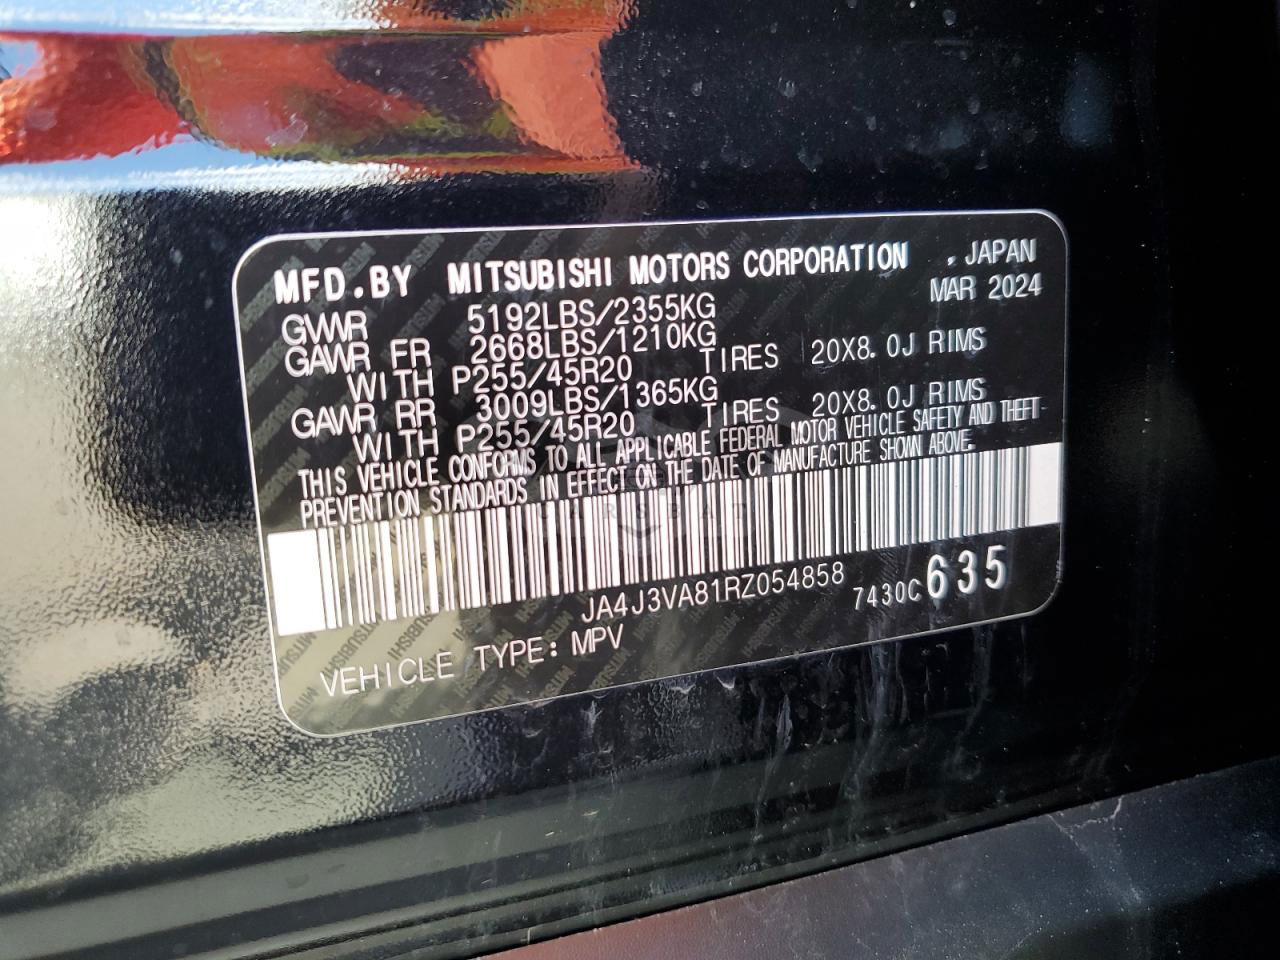 MFD.BY MITSUBISHI MOTORS CORPORATION , JAPAN
MAR 2024
GVWR 5192LBS/2355KG
GAWR FR 2668LBS/1210KG
WITH P255/45R20 TIRES 20X8.0J RIMS
GAWR RR 3009LBS/1365KG
WITH P255/45R20 TIRES 20X8.0J RIMS
THIS VEHICLE CONFORMS TO ALL APPLICABLE FEDERAL MOTOR VEHICLE SAFETY AND THEFT
PREVENTION STANDARDS IN EFFECT ON THE DATE OF MANUFACTURE SHOWN ABOVE.
JA4J3VA81RZ054858 7430C635
VEHICLE TYPE: MPV